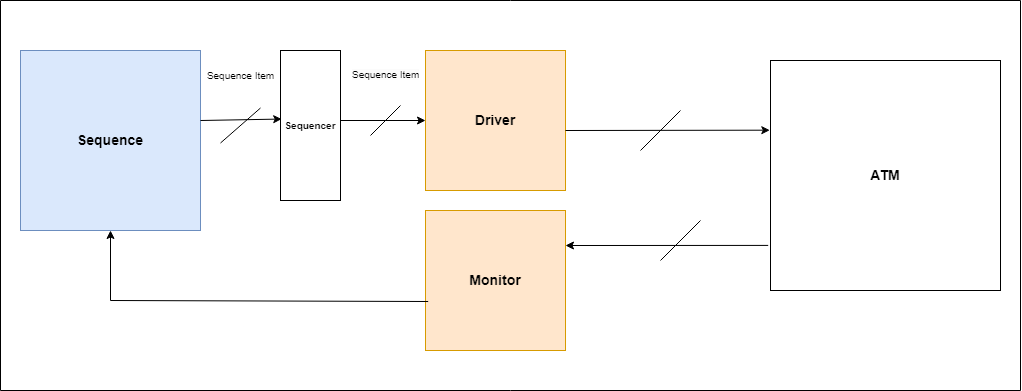 Sequence Item
Sequence Item
Sequence
Sequencer
Driver
ATM
Monitor